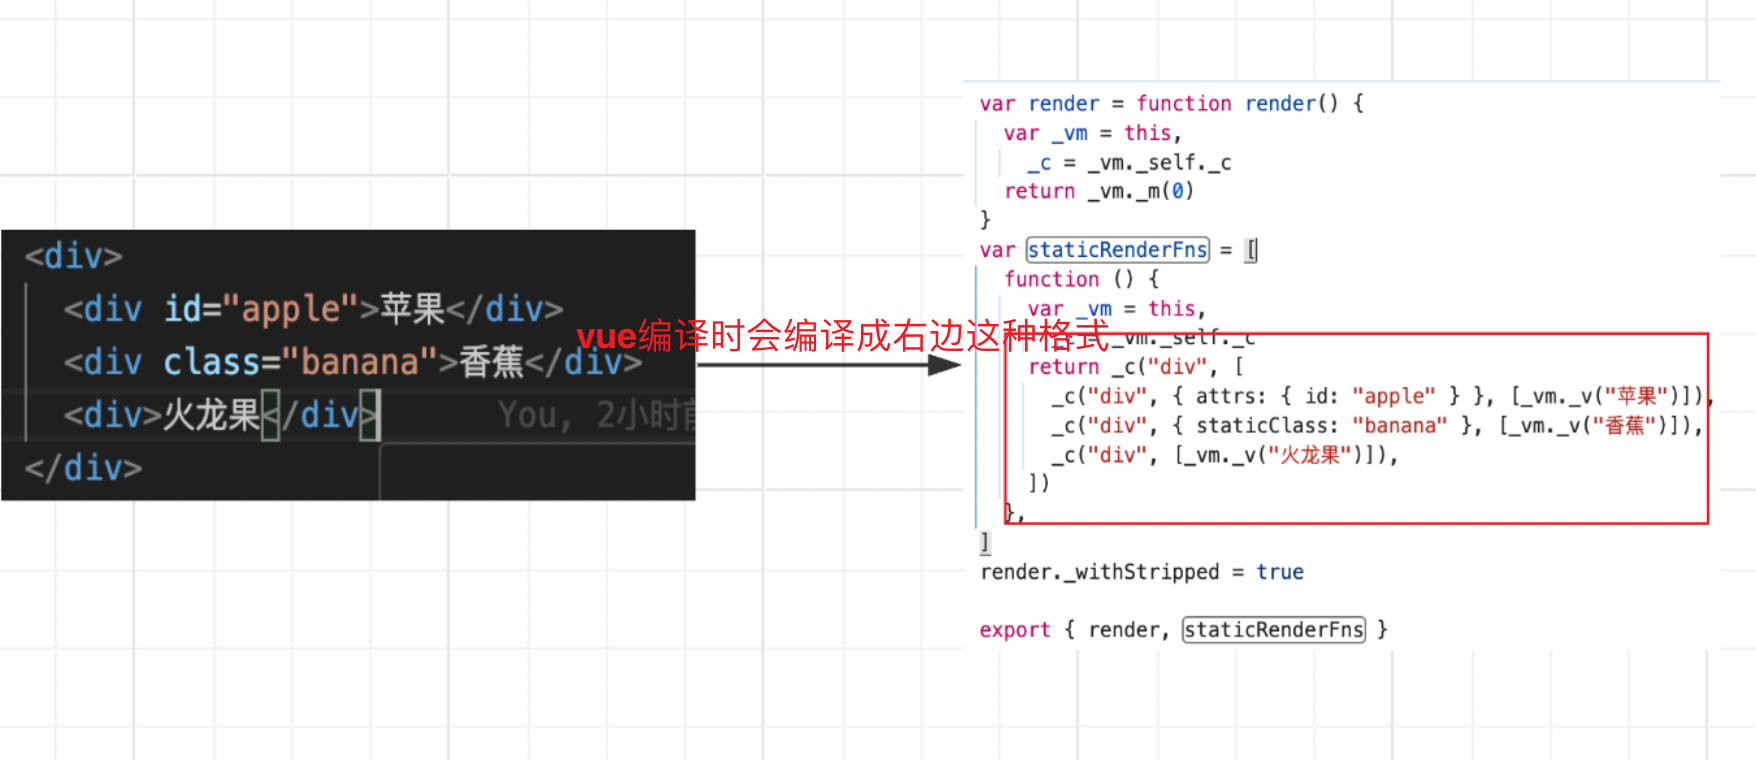 <div>
<div id="apple">苹果</div>
<div class="banana">香蕉</div>
<div>火龙果</div> You, 2小时前
</div>
vue编译时会编译成右边这种格式
var render = function render() {
var _vm = this,
_c = _vm._self._c
return _vm._m(0)
}
var staticRenderFns = [
function () {
var _vm = this,
_c = _vm._self._c
return _c("div", [
_c("div", { attrs: { id: "apple" } }, [_vm._v("苹果")]),
_c("div", { staticClass: "banana" }, [_vm._v("香蕉")]),
_c("div", [_vm._v("火龙果")]),
])
},
]
render._withStripped = true
export { render, staticRenderFns }